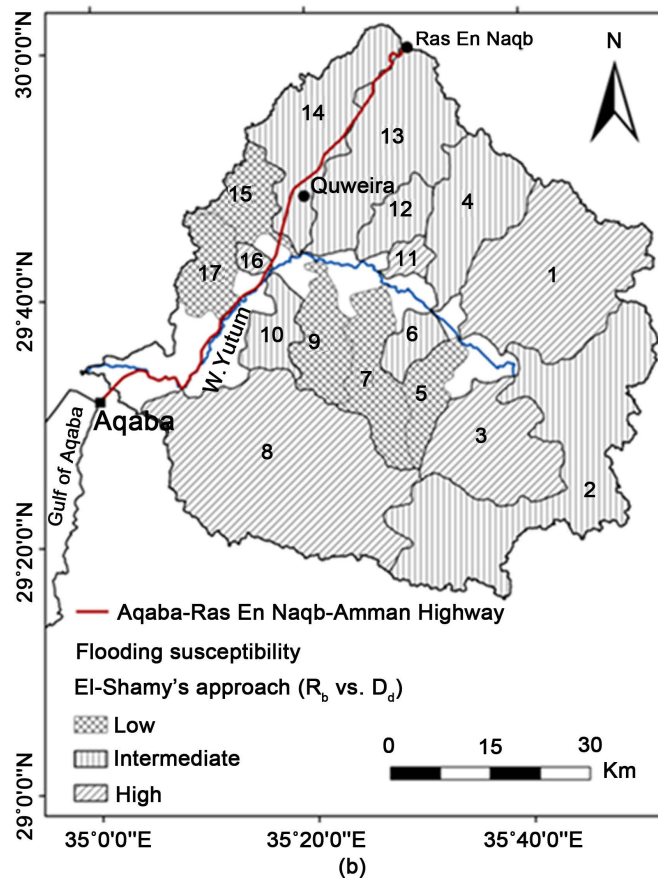 30°0'0"N
Ras En Naqb
N
14
13
15
Quweira
12
4
16
11
17
1
29°40'0"N
W.Yutum
10
9
6
7
5
Aqaba
Gulf of Aqaba
8
3
2
29°20'0"N
Aqaba-Ras En Naqb-Amman Highway
Flooding susceptibility
El-Shamy's approach (Rb vs. Dd)
Low
Intermediate
High
0 15 30
Km
29°0'0"N
35°0'0"E 35°20'0"E 35°40'0"E
(b)